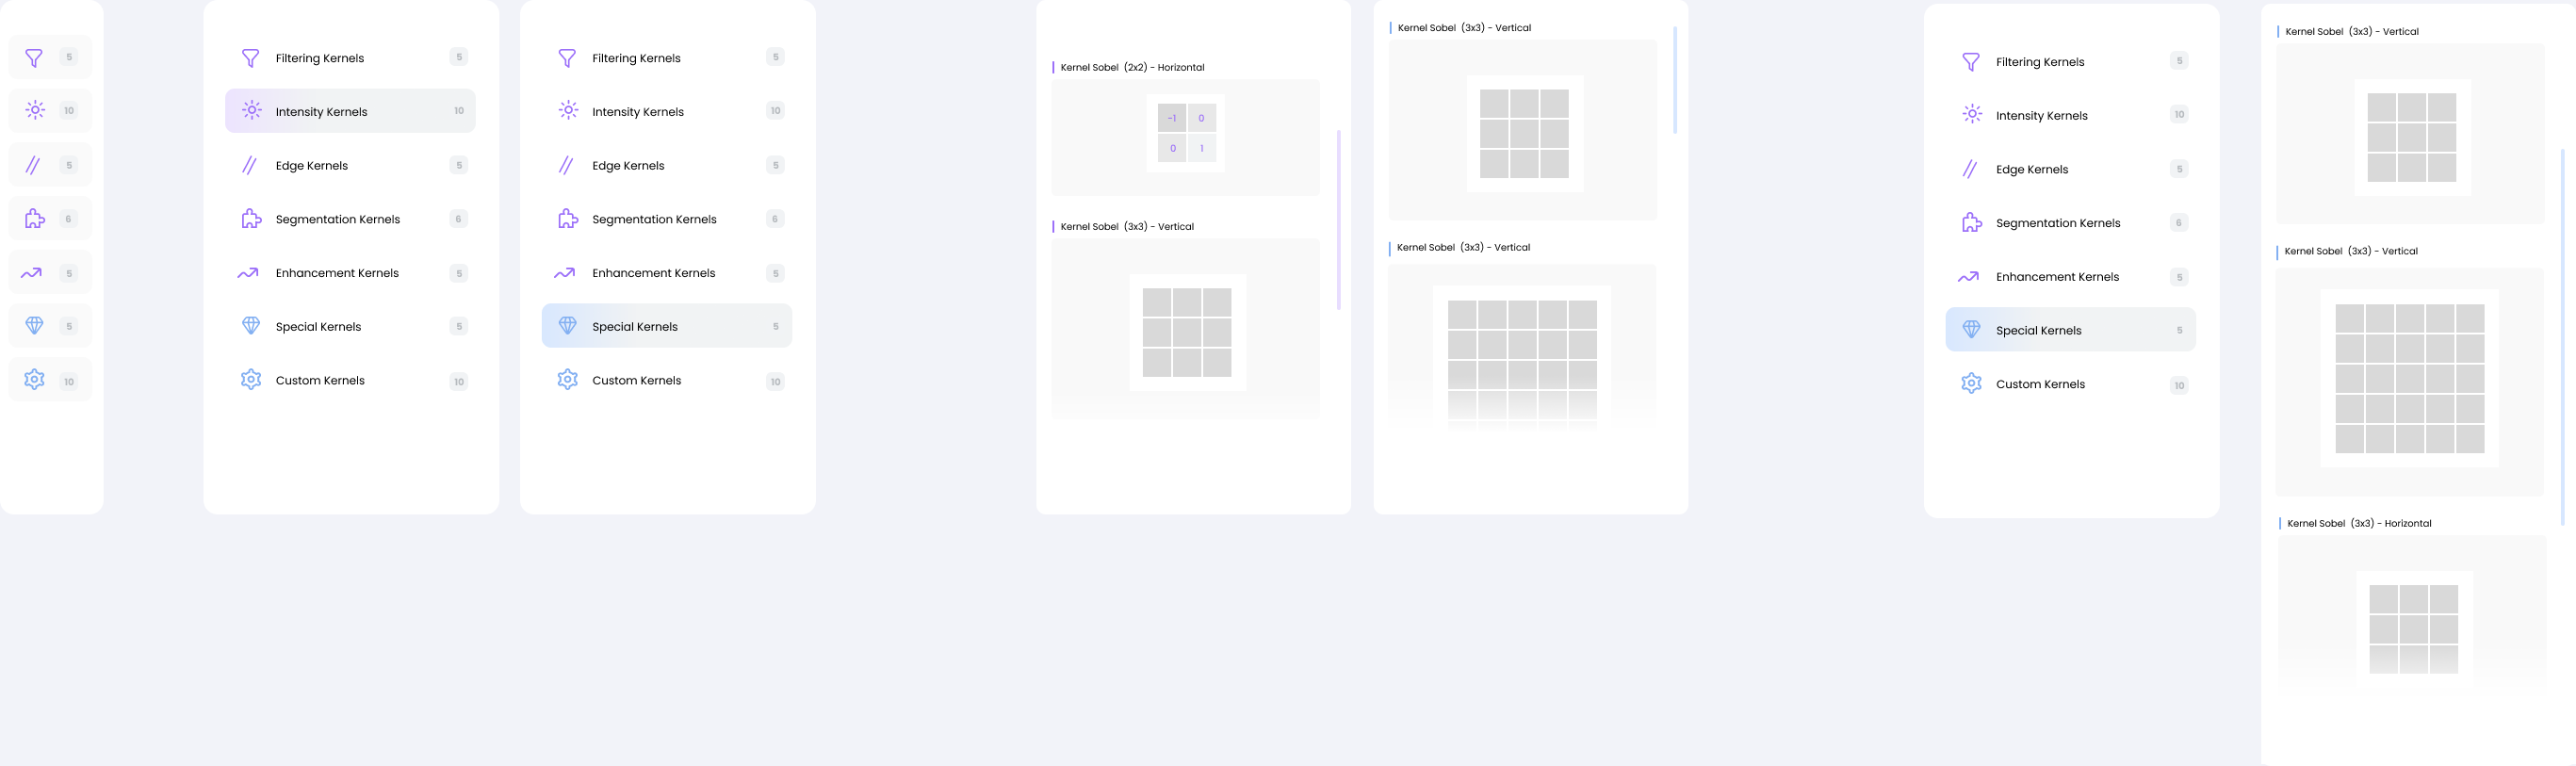 5
10
5
6
5
5
10
Filtering Kernels 5
Intensity Kernels 10
Edge Kernels 5
Segmentation Kernels 6
Enhancement Kernels 5
Special Kernels 5
Custom Kernels 10
Filtering Kernels 5
Intensity Kernels 10
Edge Kernels 5
Segmentation Kernels 6
Enhancement Kernels 5
Special Kernels 5
Custom Kernels 10
Kernel Sobel (2x2) - Horizontal
-1 0
0 1
Kernel Sobel (3x3) - Vertical
Kernel Sobel (3x3) - Vertical
Kernel Sobel (3x3) - Vertical
Filtering Kernels 5
Intensity Kernels 10
Edge Kernels 5
Segmentation Kernels 6
Enhancement Kernels 5
Special Kernels 5
Custom Kernels 10
Kernel Sobel (3x3) - Vertical
Kernel Sobel (3x3) - Vertical
Kernel Sobel (3x3) - Horizontal